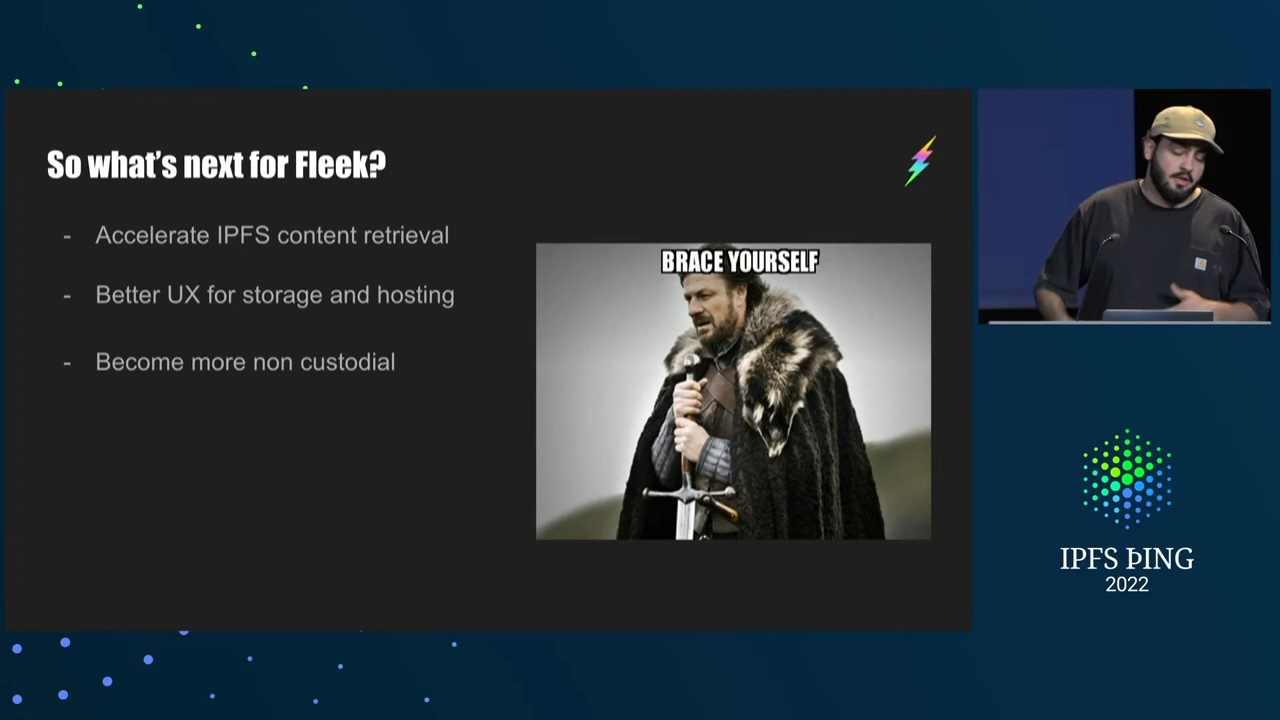 So what's next for Fleek?
- Accelerate IPFS content retrieval
- Better UX for storage and hosting
- Become more non custodial
BRACE YOURSELF
IPFS ÞING
2022